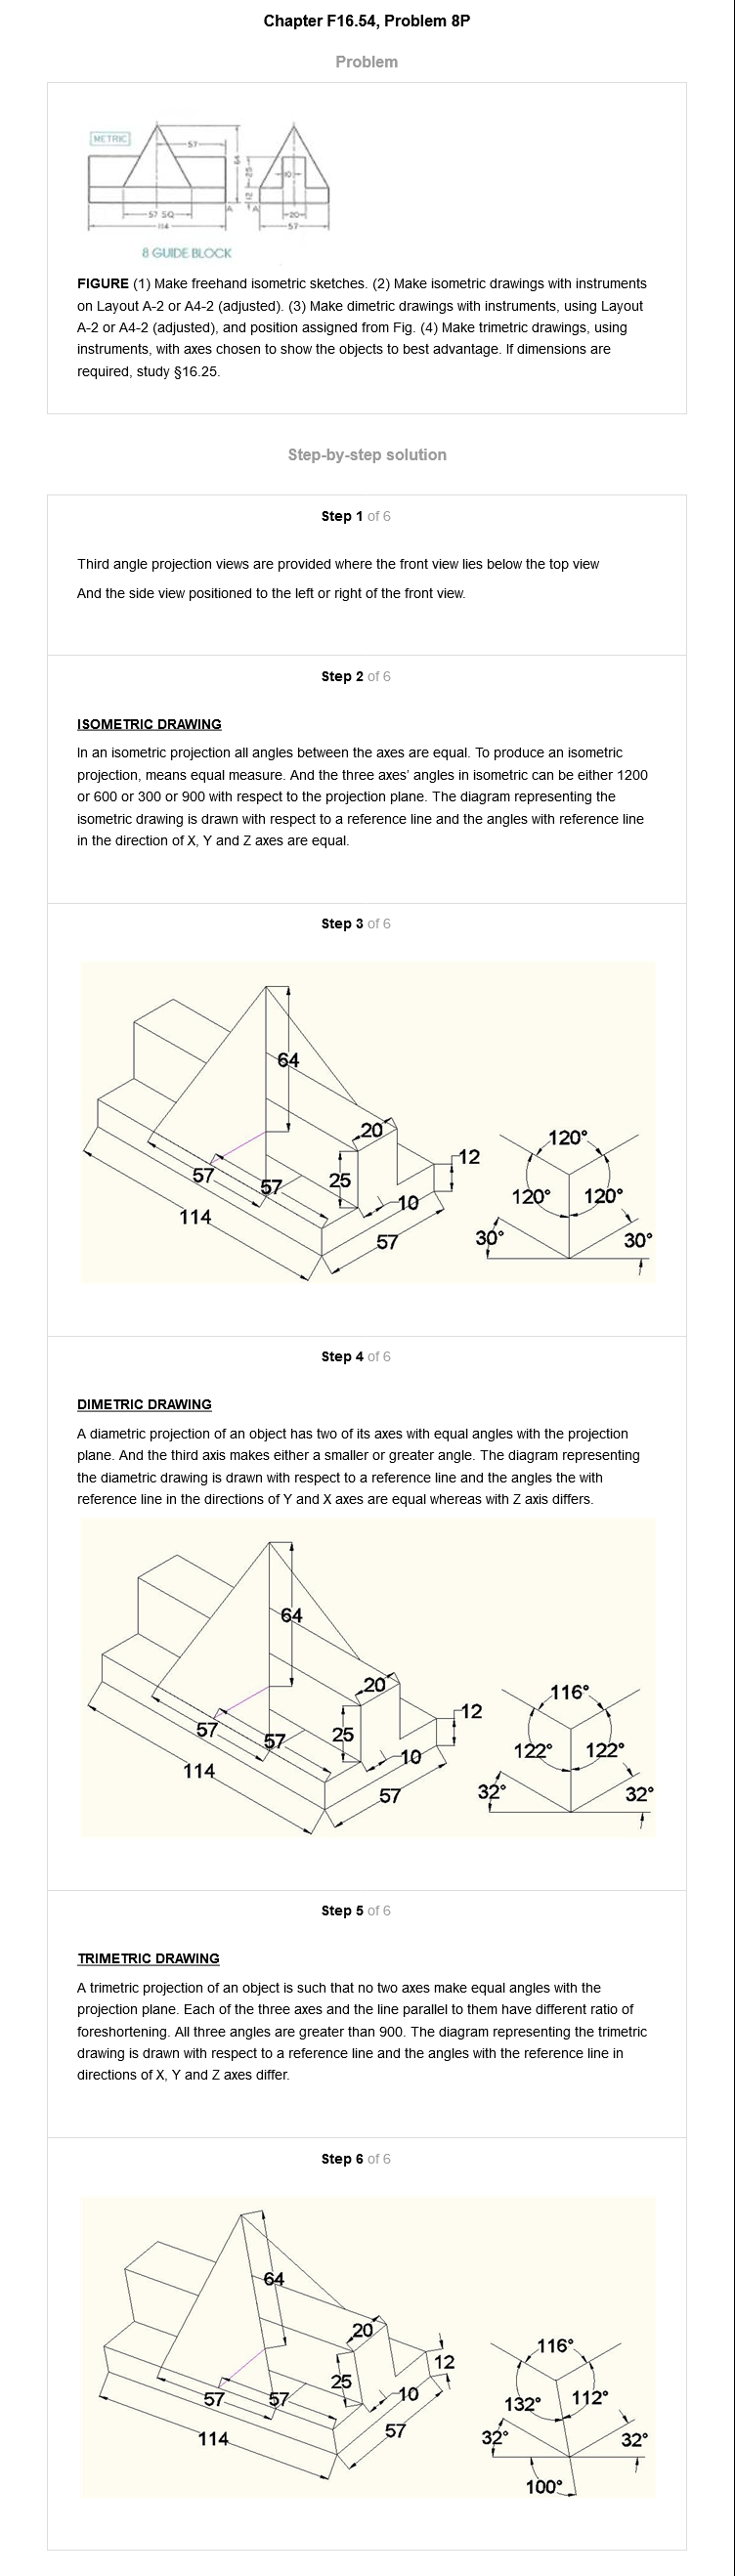 Chapter F16.54, Problem 8P
Problem
METRIC
57
64
25
12
10
57 SQ
114
A
A
20
57
8 GUIDE BLOCK
FIGURE (1) Make freehand isometric sketches. (2) Make isometric drawings with instruments
on Layout A-2 or A4-2 (adjusted). (3) Make dimetric drawings with instruments, using Layout
A-2 or A4-2 (adjusted), and position assigned from Fig. (4) Make trimetric drawings, using
instruments, with axes chosen to show the objects to best advantage. If dimensions are
required, study §16.25.
Step-by-step solution
Step 1 of 6
Third angle projection views are provided where the front view lies below the top view
And the side view positioned to the left or right of the front view.
Step 2 of 6
ISOMETRIC DRAWING
In an isometric projection all angles between the axes are equal. To produce an isometric
projection, means equal measure. And the three axes' angles in isometric can be either 1200
or 600 or 300 or 900 with respect to the projection plane. The diagram representing the
isometric drawing is drawn with respect to a reference line and the angles with reference line
in the direction of X, Y and Z axes are equal.
Step 3 of 6
64
20
12
57
57
25
10
114
57
120°
120° 120°
30° 30°
Step 4 of 6
DIMETRIC DRAWING
A diametric projection of an object has two of its axes with equal angles with the projection
plane. And the third axis makes either a smaller or greater angle. The diagram representing
the diametric drawing is drawn with respect to a reference line and the angles the with
reference line in the directions of Y and X axes are equal whereas with Z axis differs.
64
20
12
57
57
25
10
114
57
116°
122° 122°
32° 32°
Step 5 of 6
TRIMETRIC DRAWING
A trimetric projection of an object is such that no two axes make equal angles with the
projection plane. Each of the three axes and the line parallel to them have different ratio of
foreshortening. All three angles are greater than 900. The diagram representing the trimetric
drawing is drawn with respect to a reference line and the angles with the reference line in
directions of X, Y and Z axes differ.
Step 6 of 6
64
20
12
25
57
57
10
114
57
116°
132° 112°
32° 32°
100°